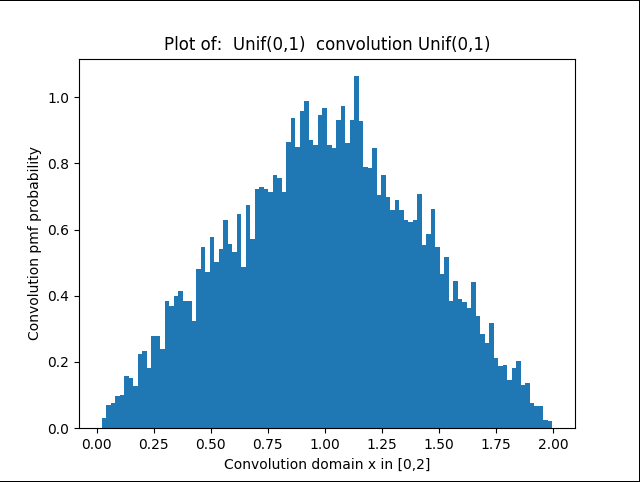 Plot of:  Unif(0,1)  convolution Unif(0,1)
Convolution pmf probability
1.0
0.8
0.6
0.4
0.2
0.0
0.00 0.25 0.50 0.75 1.00 1.25 1.50 1.75 2.00
Convolution domain x in [0,2]